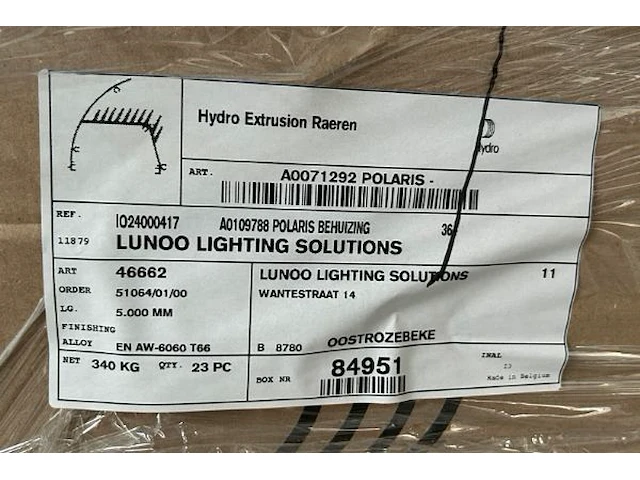 Hydro Extrusion Raeren
Hydro
ART. A0071292 POLARIS -
REF. IO24000417 A0109788 POLARIS BEHUIZING 36
11879 LUNOO LIGHTING SOLUTIONS
ART 46662
ORDER 51064/01/00
LG. 5.000 MM
FINISHING
ALLOY EN AW-6060 T66
NET 340 KG QTY. 23 PC
LUNOO LIGHTING SOLUTIONS 11
WANTESTRAAT 14
B 8780 OOSTROZEBEKE
BOX NR 84951
INAL
Made in Belgium